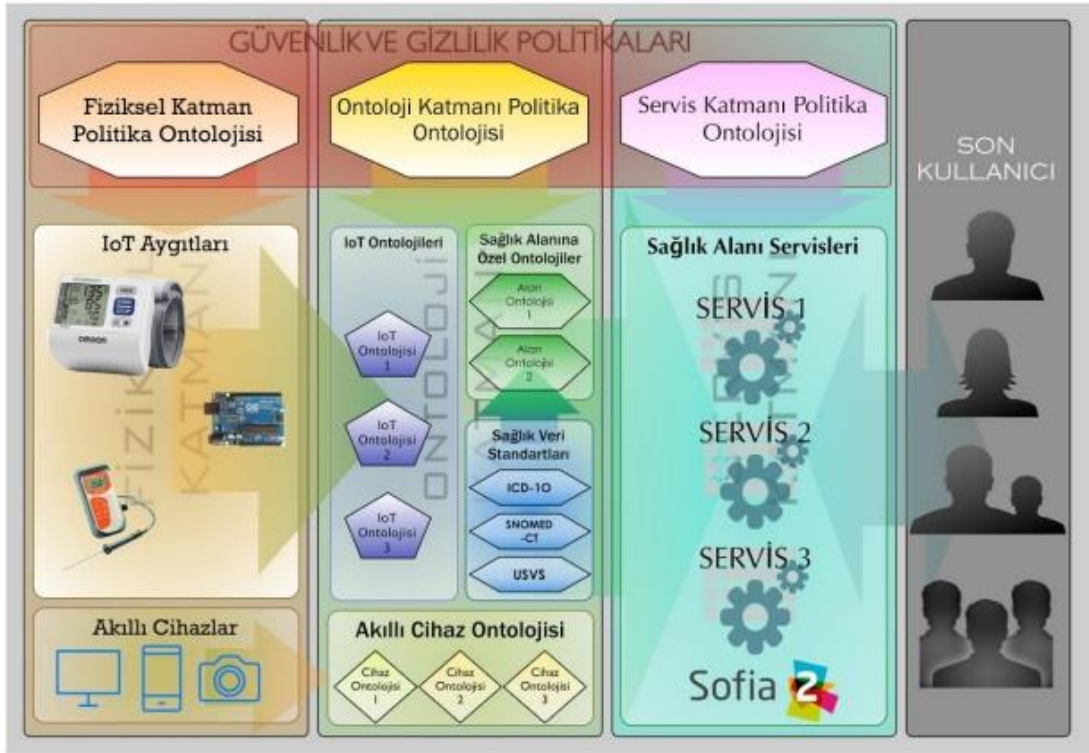 GÜVENLİK VE GİZLİLİK POLİTİKALARI
Fiziksel Katman
Politika Ontolojisi
Ontoloji Katmanı Politika
Ontolojisi
Servis Katmanı Politika
Ontolojisi
SON
KULLANICI
FİZİKSEL
KATMAN
IoT Aygıtları
OMRON
Akıllı Cihazlar
ONTOLOJİ
KATMANI
IoT Ontolojileri
IoT
Ontolojisi
1
IoT
Ontolojisi
2
IoT
Ontolojisi
3
Sağlık Alanına
Özel Ontolojiler
Alan
Ontolojisi
1
Alan
Ontolojisi
2
Sağlık Veri
Standartları
ICD-10
SNOMED
-CT
USVS
Akıllı Cihaz Ontolojisi
Cihaz
Ontolojisi
1
Cihaz
Ontolojisi
2
Cihaz
Ontolojisi
3
SERVİS
KATMANI
Sağlık Alanı Servisleri
SERVİS 1
SERVİS 2
SERVİS 3
Sofia 2